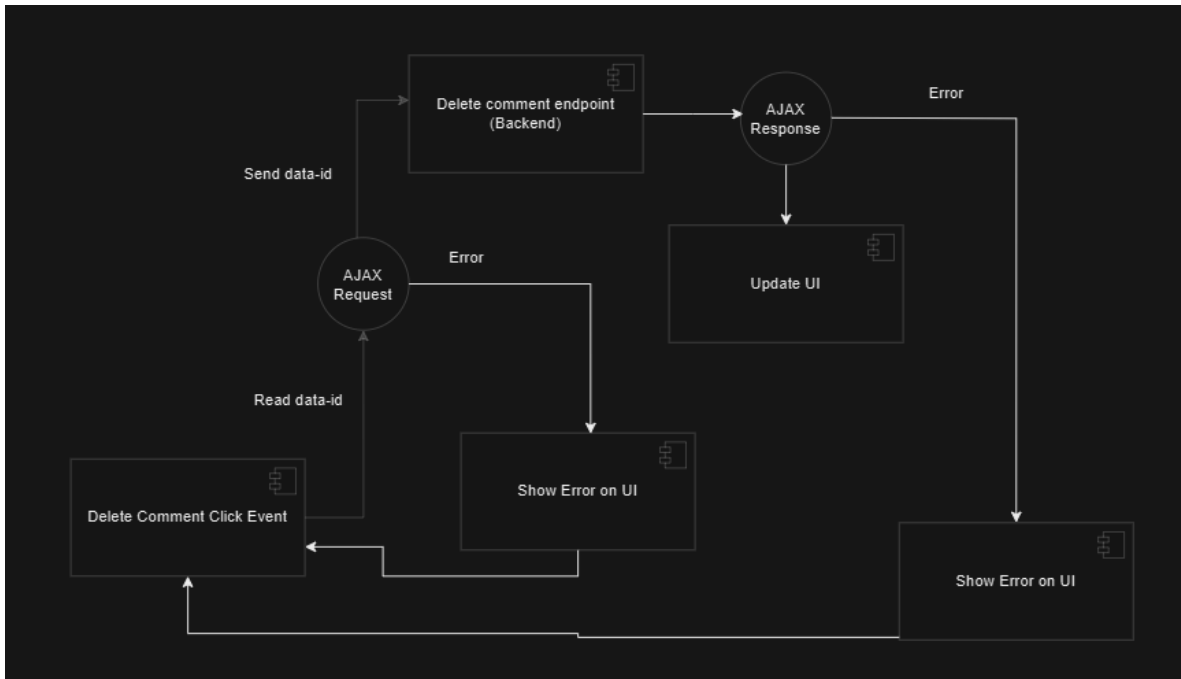 Delete comment endpoint
(Backend)
AJAX
Response
Error
Send data-id
AJAX
Request
Error
Update UI
Read data-id
Delete Comment Click Event
Show Error on UI
Show Error on UI